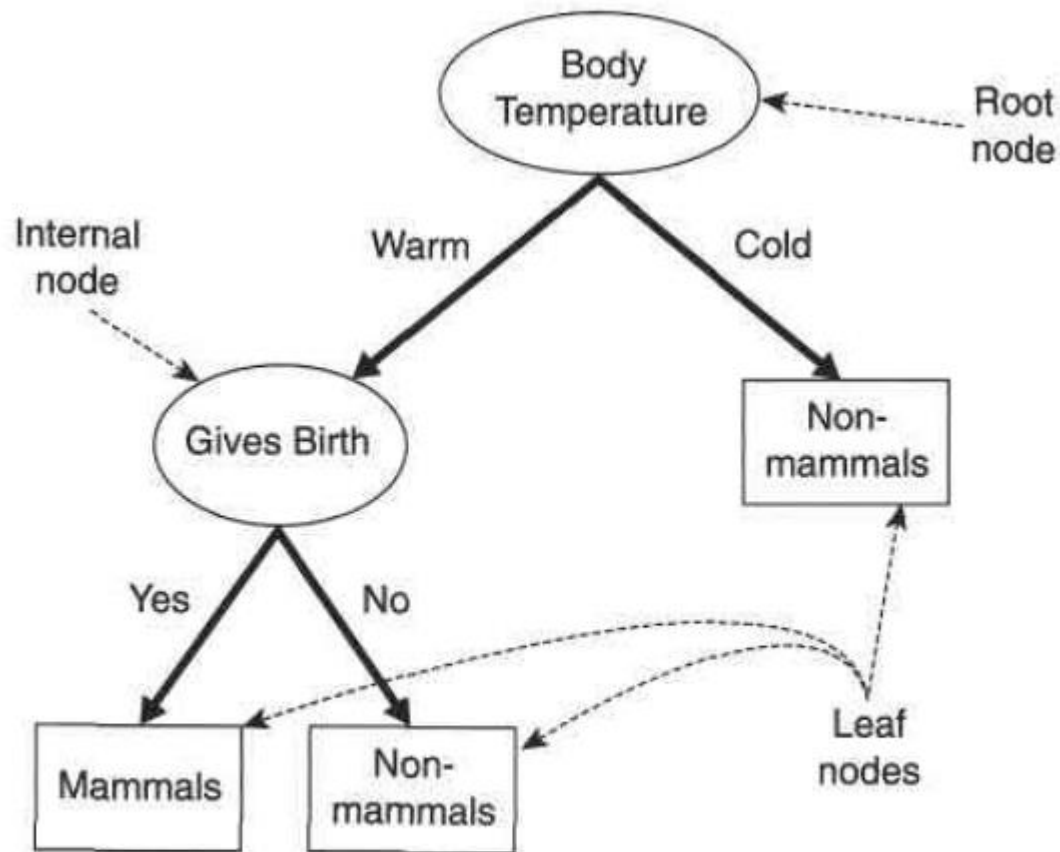 Body
Temperature
Root
node
Internal
node
Warm
Cold
Gives Birth
Non-
mammals
Yes
No
Mammals
Non-
mammals
Leaf
nodes